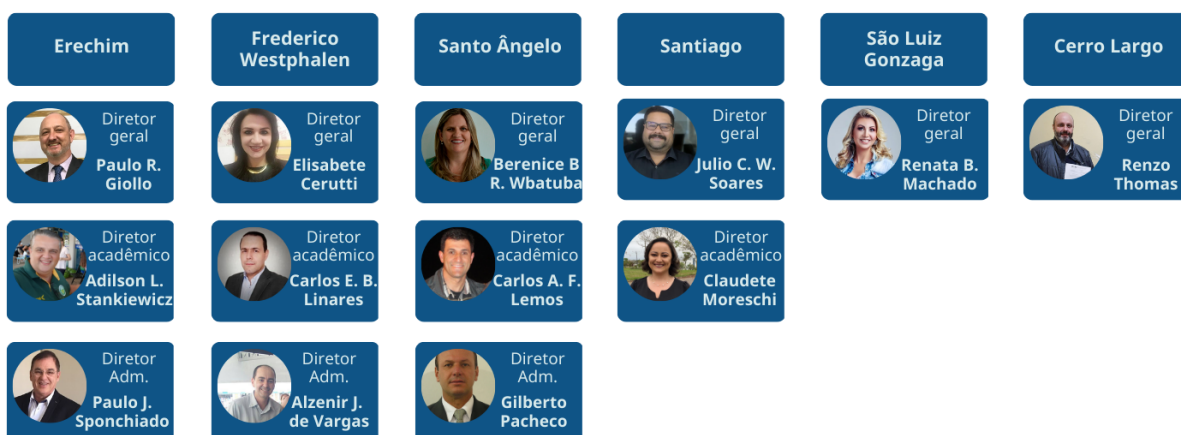 Erechim
Frederico
Westphalen
Santo Ângelo
Santiago
São Luiz
Gonzaga
Cerro Largo
Diretor
geral
Paulo R.
Giollo
Diretor
geral
Elisabete
Cerutti
Diretor
geral
Berenice B
R. Wbatuba
Diretor
geral
Julio C. W.
Soares
Diretor
geral
Renata B.
Machado
Diretor
geral
Renzo
Thomas
Diretor
acadêmico
Adilson L.
Stankiewicz
Diretor
acadêmico
Carlos E. B.
Linares
Diretor
acadêmico
Carlos A. F.
Lemos
Diretor
acadêmico
Claudete
Moreschi
Diretor
Adm.
Paulo J.
Sponchiado
Diretor
Adm.
Alzenir J.
de Vargas
Diretor
Adm.
Gilberto
Pacheco